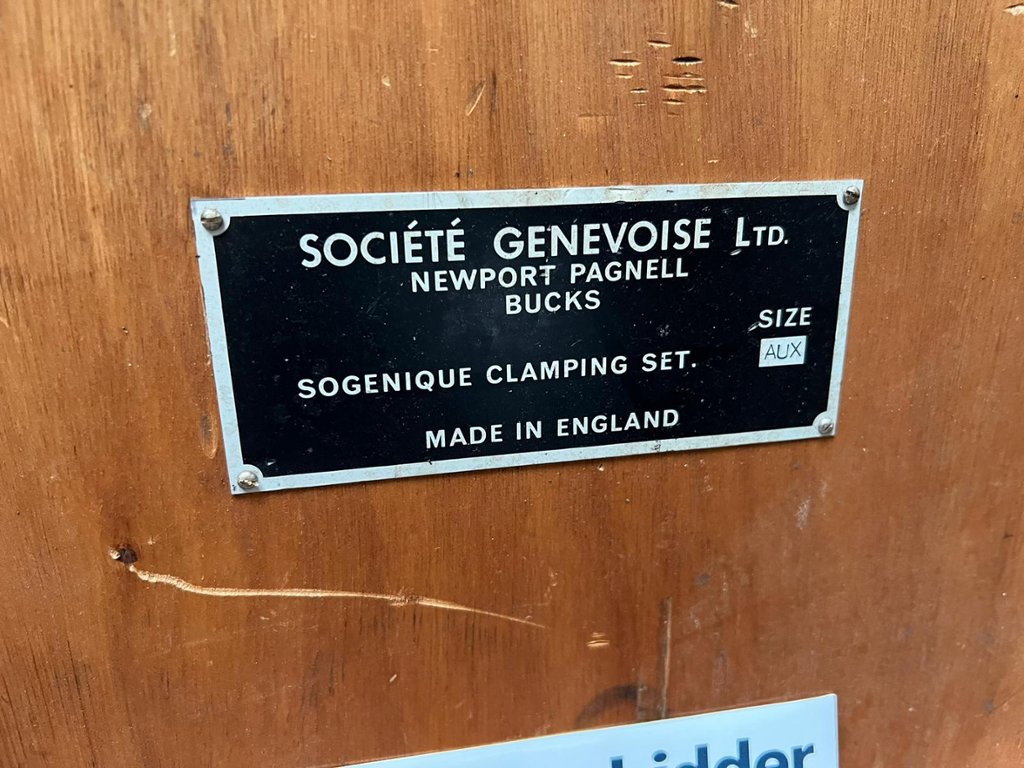 SOCIÉTÉ GENEVOISE LTD.
NEWPORT PAGNELL
BUCKS
SIZE
AUX
SOGENIQUE CLAMPING SET.
MADE IN ENGLAND